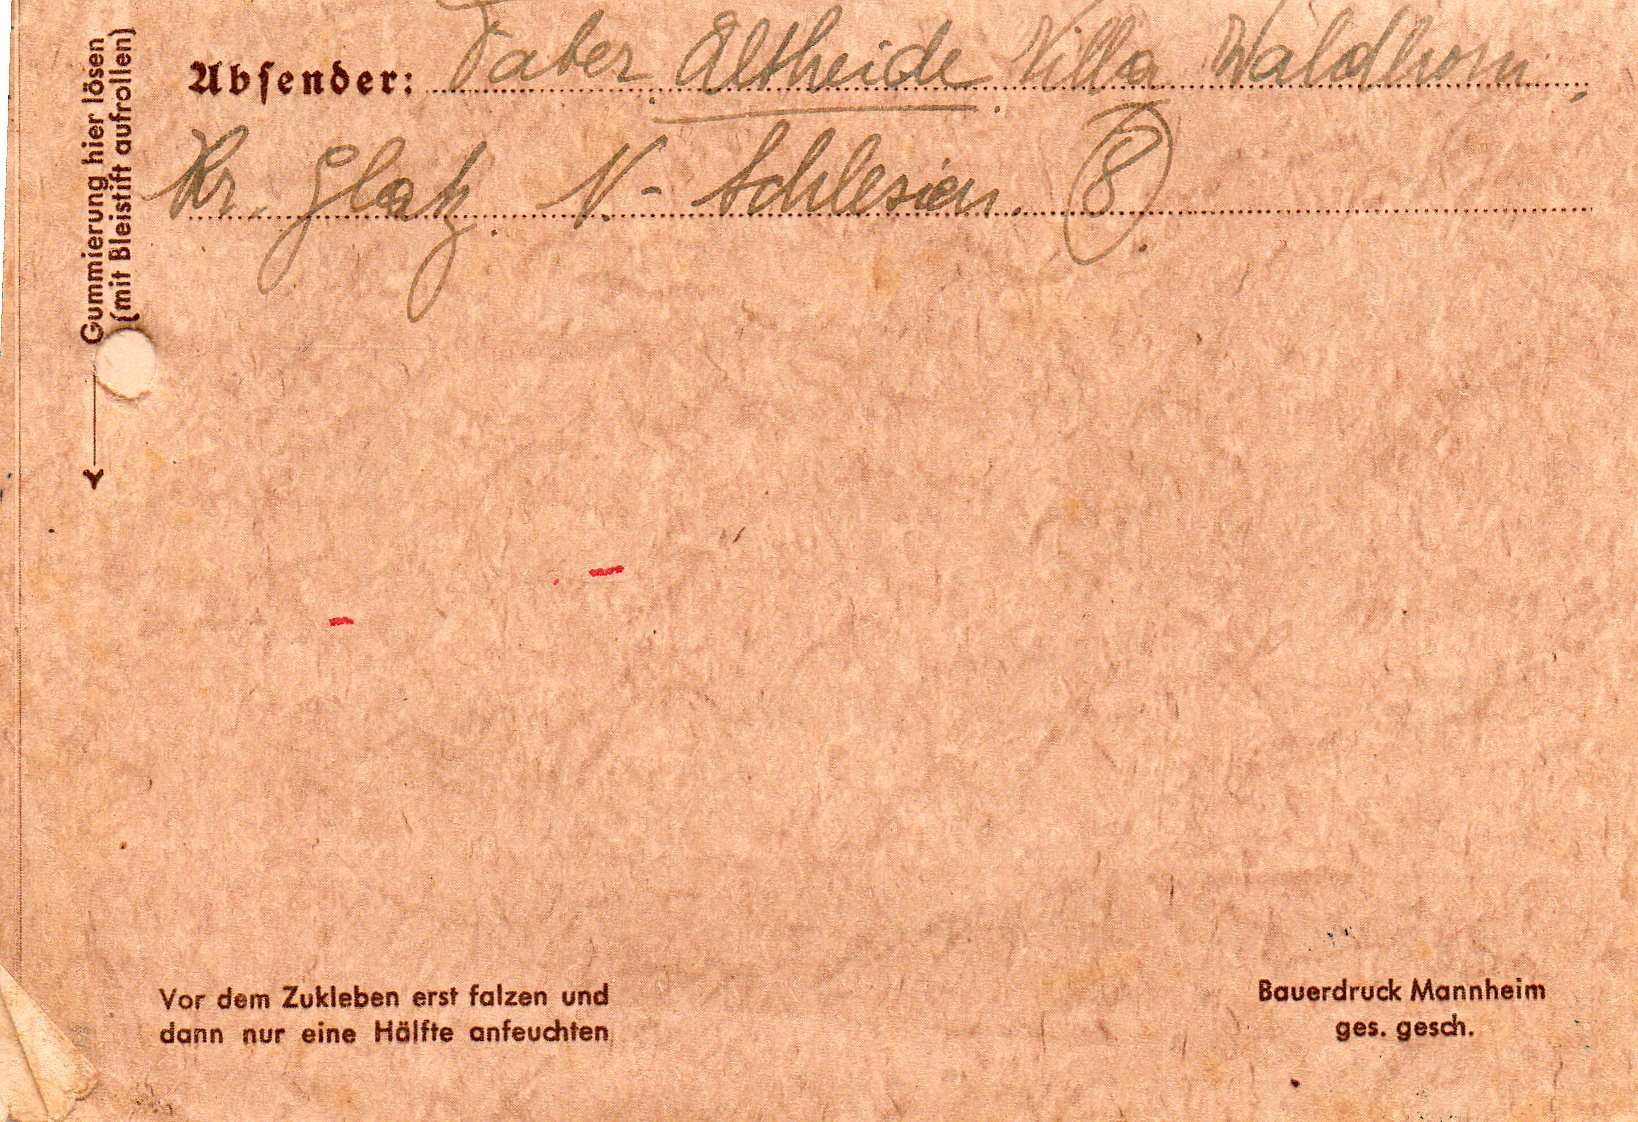 Gummierung hier lösen
(mit Bleistift aufrollen)
Absender: Faber. Altheide. Villa Waldhorn,
Kr. Glatz. N.- Schlesien. (8).
Vor dem Zukleben erst falzen und
dann nur eine Hälfte anfeuchten
Bauerdruck Mannheim
ges. gesch.